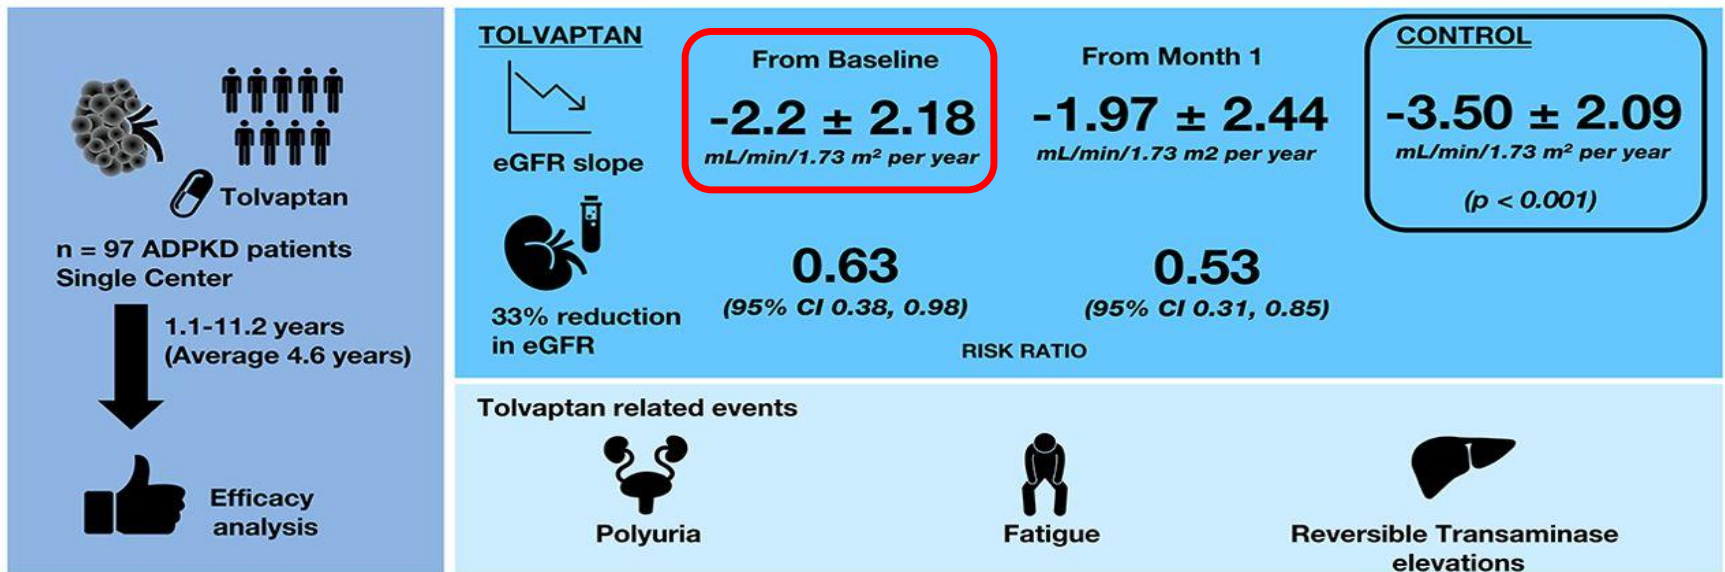 Tolvaptan
n = 97 ADPKD patients
Single Center
1.1-11.2 years
(Average 4.6 years)
Efficacy
analysis
TOLVAPTAN
eGFR slope
From Baseline
-2.2 ± 2.18
mL/min/1.73 m² per year
From Month 1
-1.97 ± 2.44
mL/min/1.73 m2 per year
CONTROL
-3.50 ± 2.09
mL/min/1.73 m² per year
(p < 0.001)
33% reduction
in eGFR
0.63
(95% CI 0.38, 0.98)
0.53
(95% CI 0.31, 0.85)
RISK RATIO
Tolvaptan related events
Polyuria
Fatigue
Reversible Transaminase
elevations